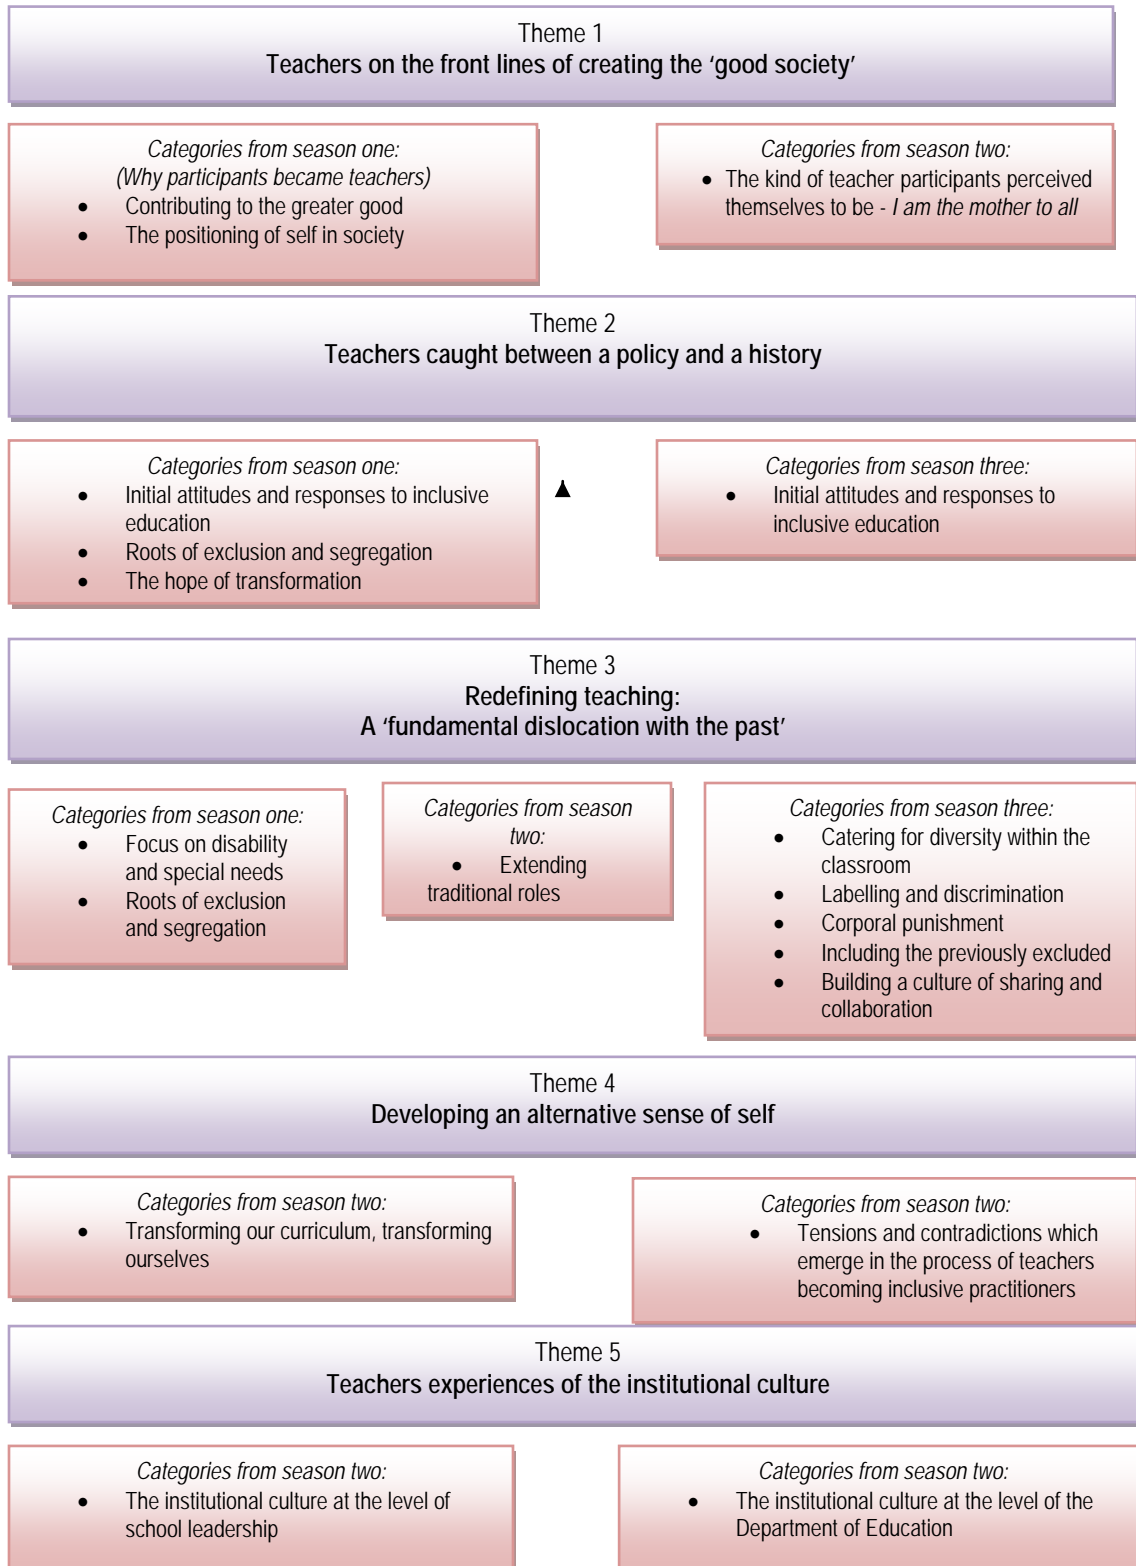 Theme 1
Teachers on the front lines of creating the ‘good society’
Categories from season one:
(Why participants became teachers)
• Contributing to the greater good
• The positioning of self in society
Categories from season two:
• The kind of teacher participants perceived
themselves to be - I am the mother to all
Theme 2
Teachers caught between a policy and a history
Categories from season one:
• Initial attitudes and responses to inclusive
education
• Roots of exclusion and segregation
• The hope of transformation
Categories from season three:
• Initial attitudes and responses to
inclusive education
Theme 3
Redefining teaching:
A ‘fundamental dislocation with the past’
Categories from season one:
• Focus on disability
and special needs
• Roots of exclusion
and segregation
Categories from season
two:
• Extending
traditional roles
Categories from season three:
• Catering for diversity within the
classroom
• Labelling and discrimination
• Corporal punishment
• Including the previously excluded
• Building a culture of sharing and
collaboration
Theme 4
Developing an alternative sense of self
Categories from season two:
• Transforming our curriculum, transforming
ourselves
Categories from season two:
• Tensions and contradictions which
emerge in the process of teachers
becoming inclusive practitioners
Theme 5
Teachers experiences of the institutional culture
Categories from season two:
• The institutional culture at the level of
school leadership
Categories from season two:
• The institutional culture at the level of the
Department of Education